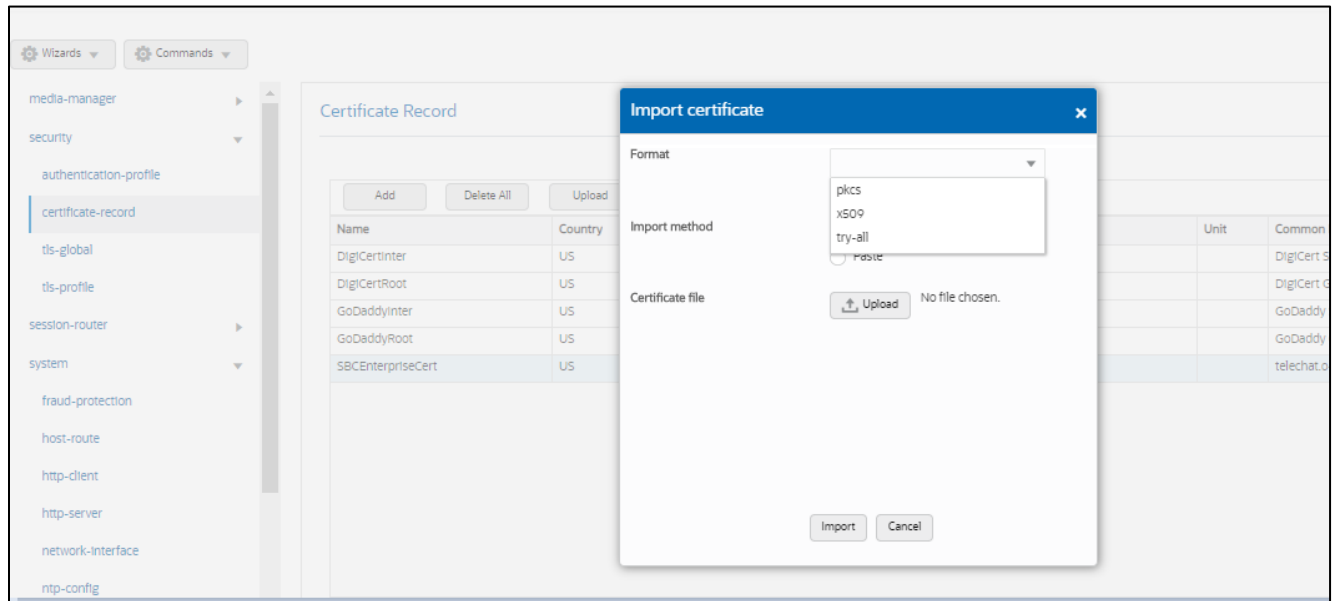 Wizards
Commands
media-manager
security
authentication-profile
certificate-record
tls-global
tls-profile
session-router
system
fraud-protection
host-route
http-client
http-server
network-interface
ntp-config
Certificate Record
Add Delete All Upload
Name Country Unit Common
DigiCertInter US DigiCert S
DigiCertRoot US DigiCert G
GoDaddyInter US GoDaddy
GoDaddyRoot US GoDaddy
SBCEnterpriseCert US telechat.o
Import certificate ×
Format
pkcs
x509
try-all
Import method
Paste
Certificate file Upload No file chosen.
Import Cancel